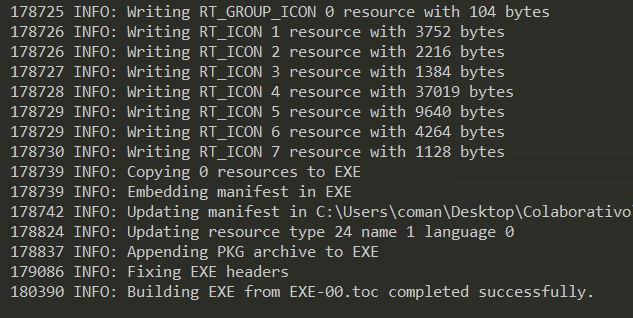 178725 INFO: Writing RT_GROUP_ICON 0 resource with 104 bytes
178726 INFO: Writing RT_ICON 1 resource with 3752 bytes
178726 INFO: Writing RT_ICON 2 resource with 2216 bytes
178727 INFO: Writing RT_ICON 3 resource with 1384 bytes
178728 INFO: Writing RT_ICON 4 resource with 37019 bytes
178729 INFO: Writing RT_ICON 5 resource with 9640 bytes
178729 INFO: Writing RT_ICON 6 resource with 4264 bytes
178730 INFO: Writing RT_ICON 7 resource with 1128 bytes
178739 INFO: Copying 0 resources to EXE
178739 INFO: Embedding manifest in EXE
178742 INFO: Updating manifest in C:\Users\coman\Desktop\Colaborativo
178824 INFO: Updating resource type 24 name 1 language 0
178837 INFO: Appending PKG archive to EXE
179086 INFO: Fixing EXE headers
180390 INFO: Building EXE from EXE-00.toc completed successfully.